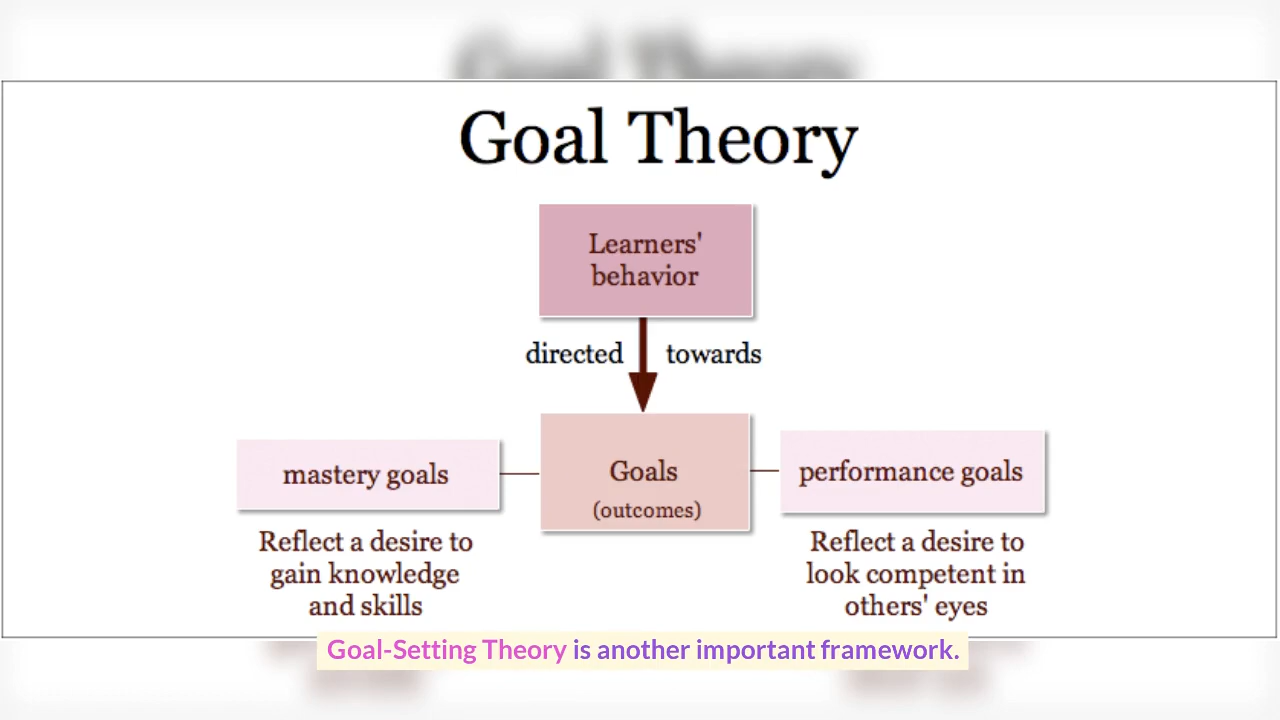 Goal Theory
Learners'
behavior
directed towards
Goals
(outcomes)
mastery goals
Reflect a desire to
gain knowledge
and skills
performance goals
Reflect a desire to
look competent in
others' eyes
Goal-Setting Theory is another important framework.